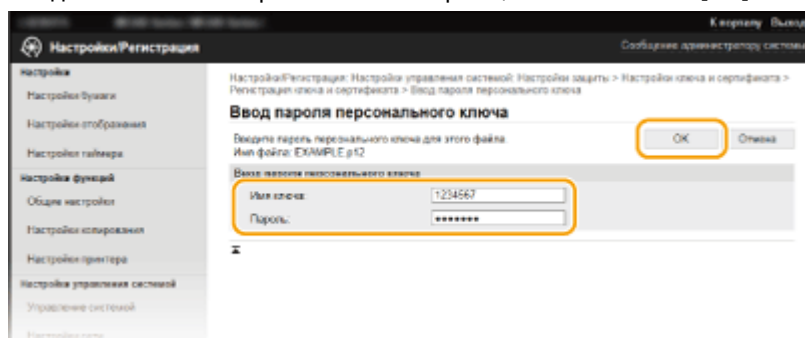 К порталу Выход
Настройки/Регистрация
Сообщение администратору системы
Настройки
Настройки бумаги
Настройки отображения
Настройки таймера
Настройки функций
Общие настройки
Настройки копирования
Настройки принтера
Настройки управления системой
Управление системой
Настройки сети
Настройки/Регистрация: Настройки управления системой: Настройки защиты > Настройки ключа и сертификата >
Регистрация ключа и сертификата > Ввод пароля персонального ключа
Ввод пароля персонального ключа
Введите пароль персонального ключа для этого файла.
Имя файла: EXAMPLE.p12
OK Отмена
Ввод пароля персонального ключа
Имя ключа: 1234567
Пароль: •••••••